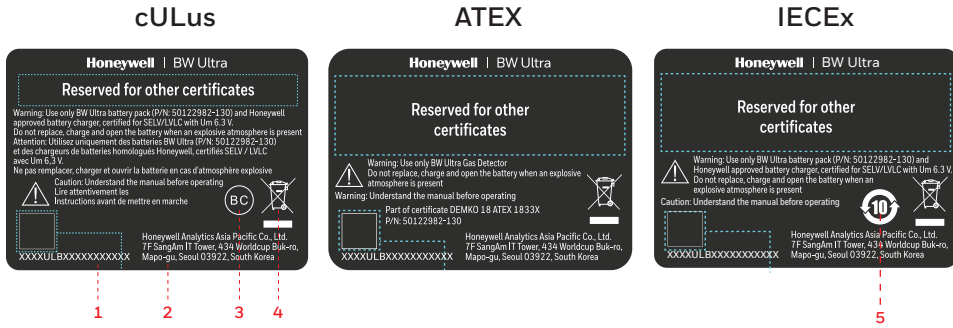 cULus
Honeywell | BW Ultra
Reserved for other certificates
Warning: Use only BW Ultra battery pack (P/N: 50122982-130) and Honeywell
approved battery charger, certified for SELV/LVLC with Um 6.3 V.
Do not replace, charge and open the battery when an explosive atmosphere is present
Attention: Utilisez uniquement des batteries BW Ultra (P/N: 50122982-130)
et des chargeurs de batteries homologués Honeywell, certifiés SELV / LVLC
avec Um 6,3 V.
Ne pas remplacer, charger et ouvrir la batterie en cas d'atmosphère explosive
Caution: Understand the manual before operating
Lire attentivement les
Instructions avant de mettre en marche
BC
Honeywell Analytics Asia Pacific Co., Ltd.
7F SangAm IT Tower, 434 Worldcup Buk-ro,
Mapo-gu, Seoul 03922, South Korea
XXXXULBXXXXXXXXXXX
1
2
3
4
ATEX
Honeywell | BW Ultra
Reserved for other
certificates
Warning: Use only BW Ultra Gas Detector
Do not replace, charge and open the battery when an explosive
atmosphere is present
Warning: Understand the manual before operating
Part of certificate DEMKO 18 ATEX 1833X
P/N: 50122982-130
Honeywell Analytics Asia Pacific Co., Ltd.
7F SangAm IT Tower, 434 Worldcup Buk-ro,
Mapo-gu, Seoul 03922, South Korea
XXXXULBXXXXXXXXXXX
IECEx
Honeywell | BW Ultra
Reserved for other
certificates
Warning: Use only BW Ultra battery pack (P/N: 50122982-130) and
Honeywell approved battery charger, certified for SELV/LVLC with Um 6.3 V.
Do not replace, charge and open the battery when an
explosive atmosphere is present
Caution: Understand the manual before operating
10
Honeywell Analytics Asia Pacific Co., Ltd.
7F SangAm IT Tower, 434 Worldcup Buk-ro,
Mapo-gu, Seoul 03922, South Korea
XXXXULBXXXXXXXXXXX
5